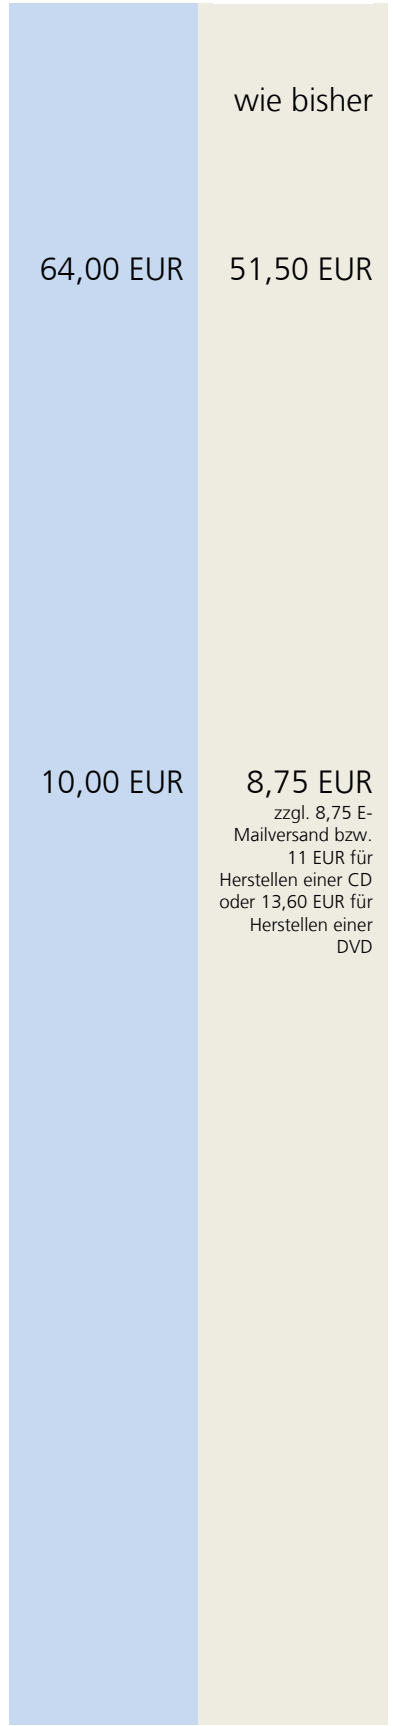 wie bisher
64,00 EUR 51,50 EUR
10,00 EUR 8,75 EUR
zzgl. 8,75 E-
Mailversand bzw.
11 EUR für
Herstellen einer CD
oder 13,60 EUR für
Herstellen einer
DVD